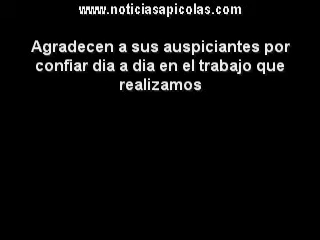 www.noticiasapicolas.com
Agradecen a sus auspiciantes por
confiar dia a dia en el trabajo que
realizamos